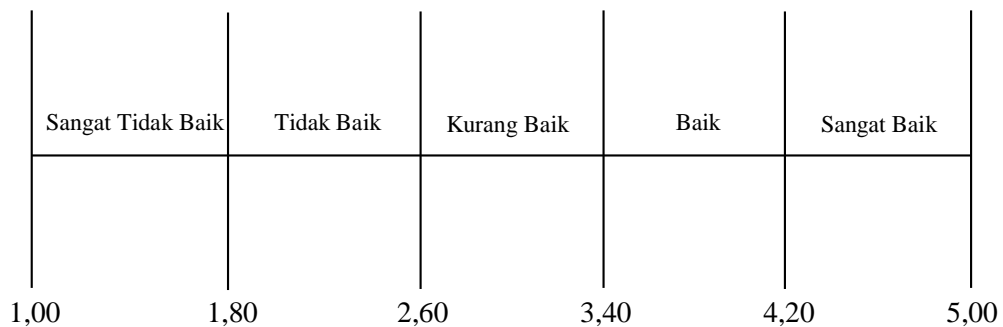 Sangat Tidak Baik Tidak Baik Kurang Baik Baik Sangat Baik
1,00 1,80 2,60 3,40 4,20 5,00